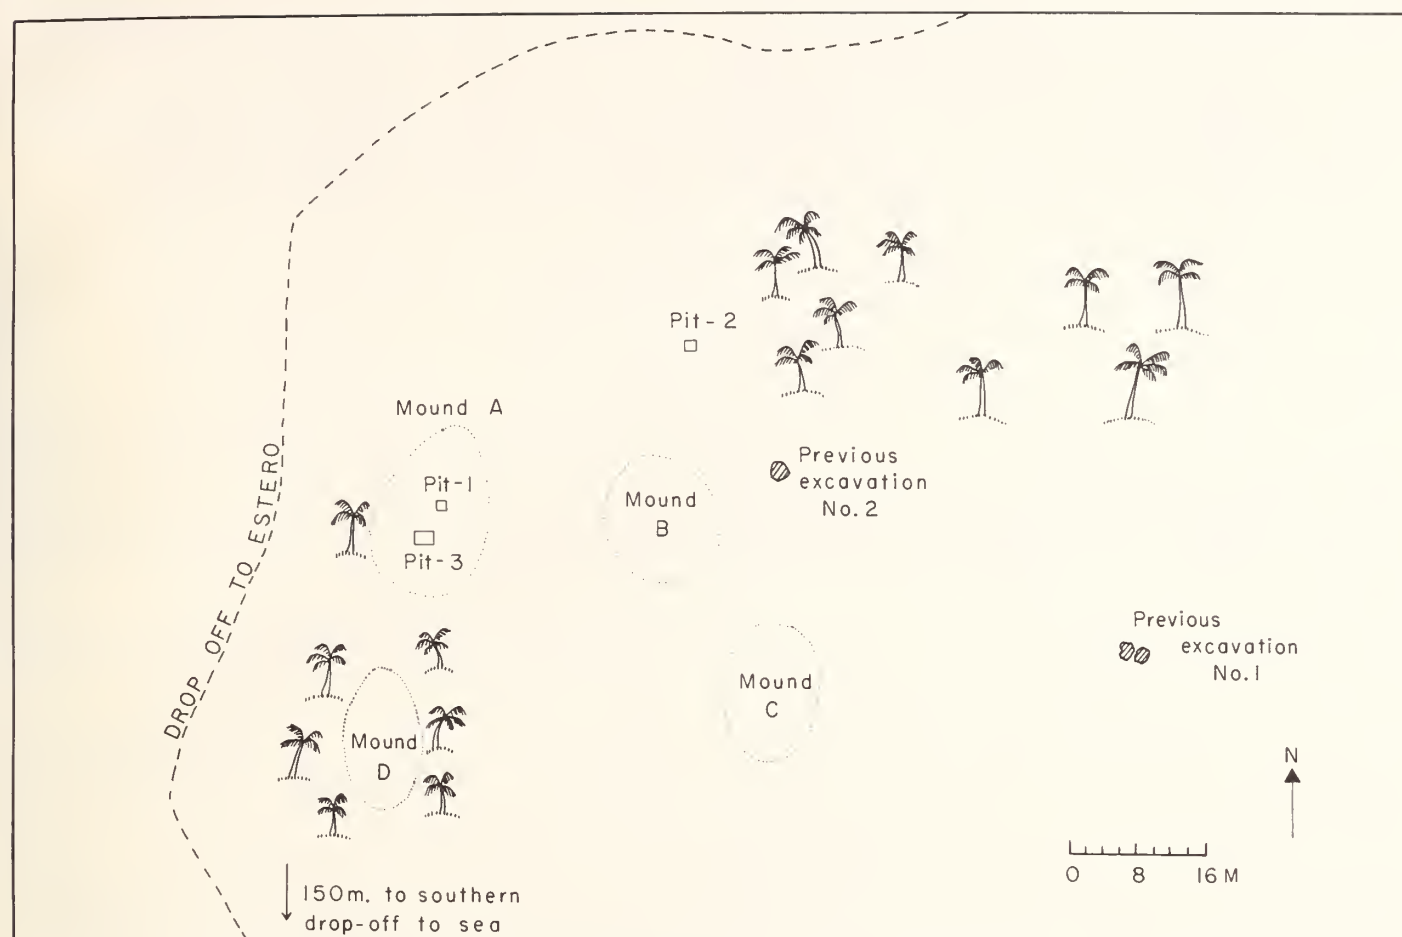 Pit-2
Mound A
Pit-1
Pit-3
Mound
B
Previous
excavation
No. 2
DROP OFF TO ESTERO
Previous
excavation
No. 1
Mound
C
Mound
D
N
0 8 16 M
150m. to southern
drop-off to sea